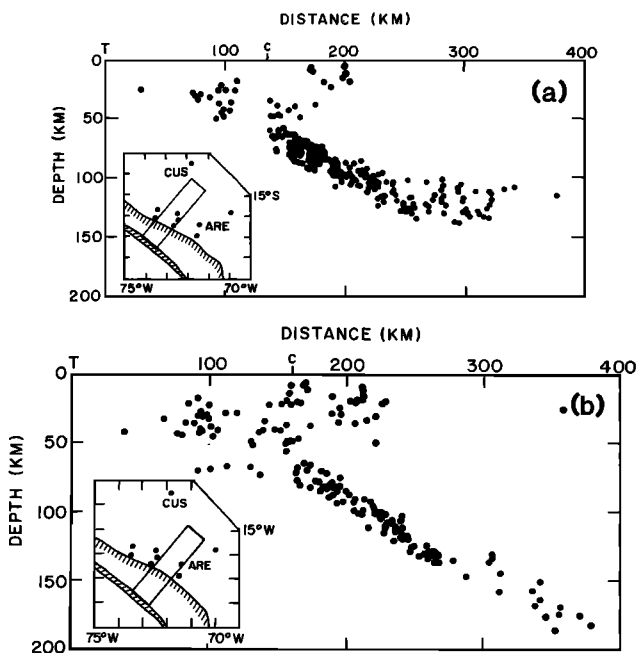 DISTANCE (KM)
T 100 C 200 300 400
0
50
100
150
200
DEPTH (KM)
(a)
CUS
ARE
15°S
75°W 70°W
DISTANCE (KM)
T 100 C 200 300 400
0
50
100
150
200
DEPTH (KM)
(b)
CUS
ARE
15°W
75°W 70°W